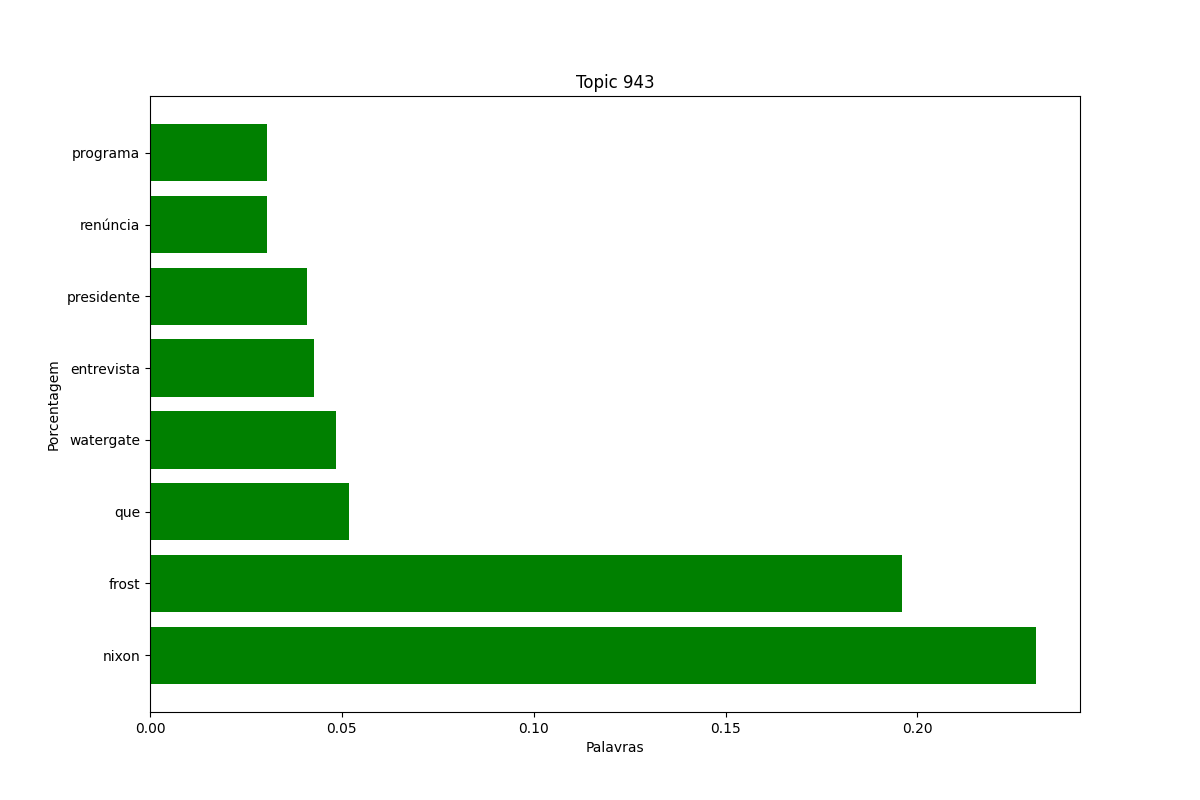 Topic 943
programa
renúncia
presidente
entrevista
watergate
que
frost
nixon
Porcentagem
0.00 0.05 0.10 0.15 0.20
Palavras